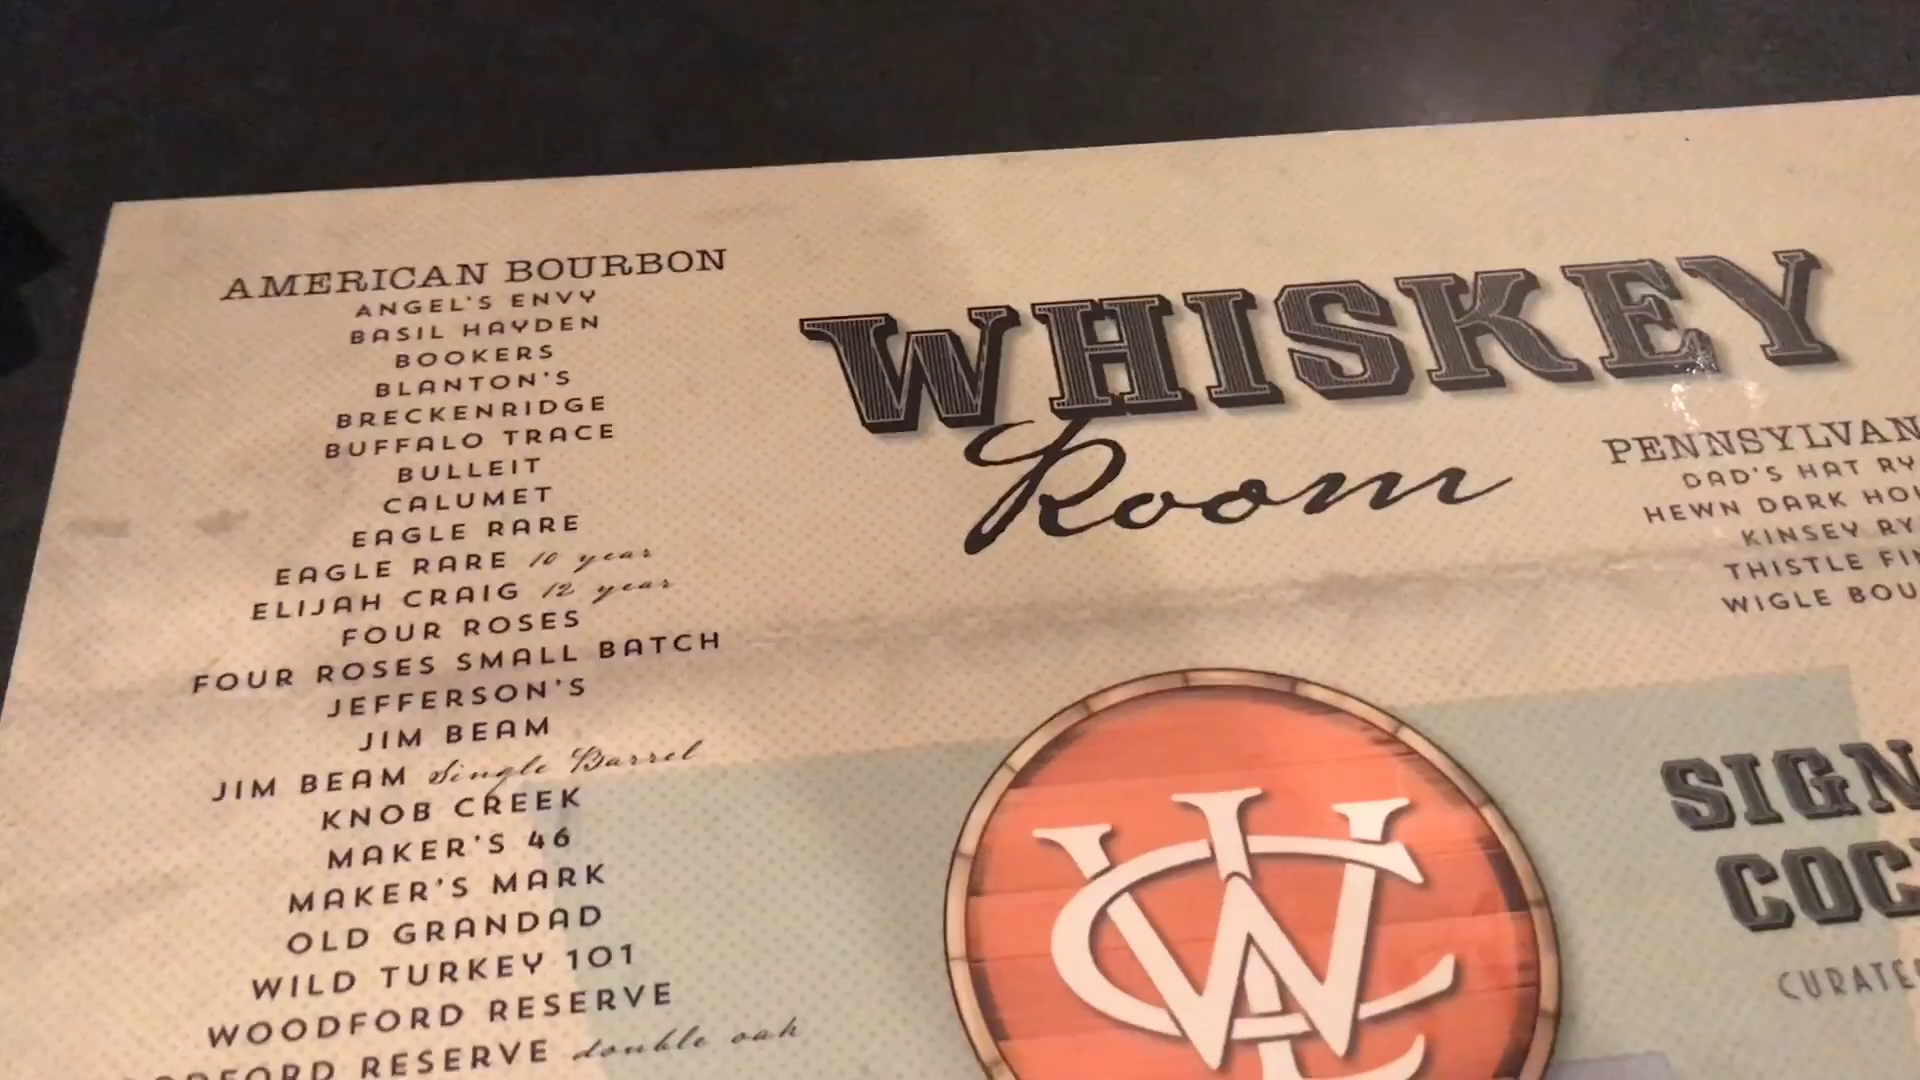 AMERICAN BOURBON
ANGEL'S ENVY
BASIL HAYDEN
BOOKERS
BLANTON'S
BRECKENRIDGE
BUFFALO TRACE
BULLEIT
CALUMET
EAGLE RARE
EAGLE RARE 10 year
ELIJAH CRAIG 12 year
FOUR ROSES
FOUR ROSES SMALL BATCH
JEFFERSON'S
JIM BEAM
JIM BEAM Single Barrel
KNOB CREEK
MAKER'S 46
MAKER'S MARK
OLD GRANDAD
WILD TURKEY 101
WOODFORD RESERVE
RESERVE double oak
WHISKEY
Room
DAD'S HAT
HEWN DARK
KINSEY
THISTLE
WIGLE